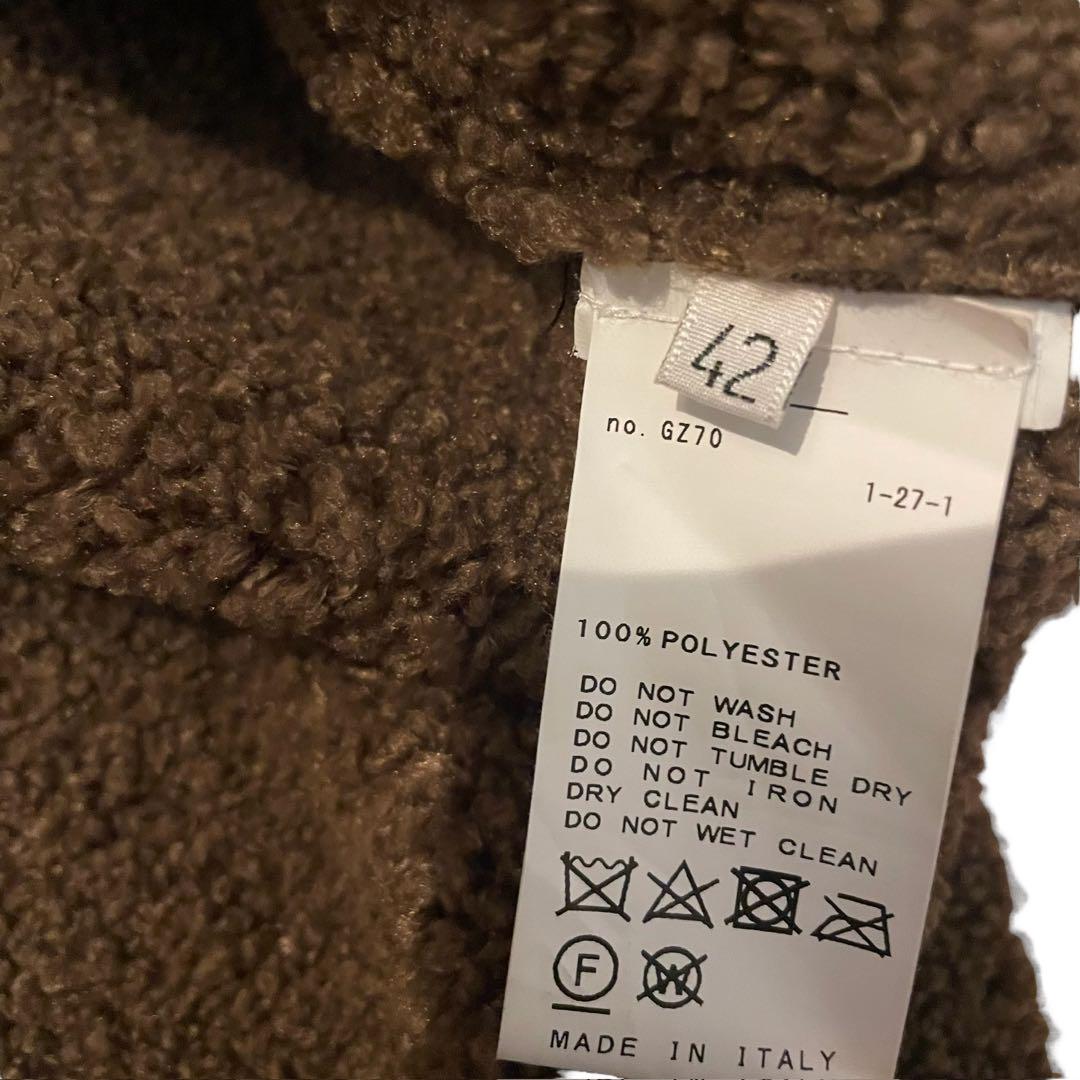 42
no. GZ70
1-27-1
100% POLYESTER
DO NOT WASH
DO NOT BLEACH
DO NOT TUMBLE DRY
DO NOT IRON
DRY CLEAN
DO NOT WET CLEAN
F
W
MADE IN ITALY